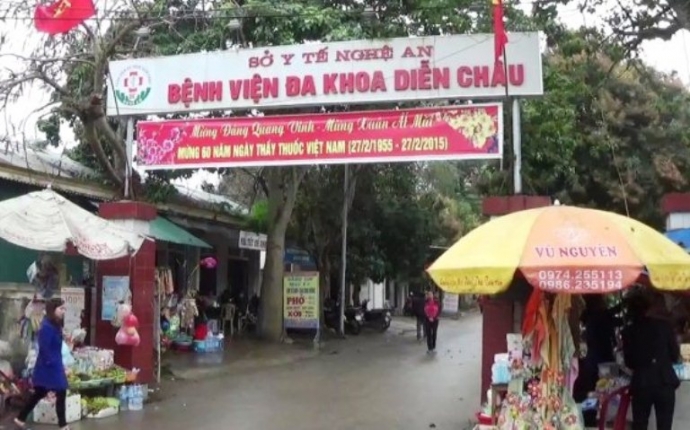 SỞ Y TẾ NGHỆ AN
BỆNH VIỆN ĐA KHOA DIỄN CHÂU
Mừng Đảng Quang Vinh - Mừng Xuân Ất Mùi
MỪNG 60 NĂM NGÀY THẦY THUỐC VIỆT NAM (27/2/1955 - 27/2/2015)
VŨ NGUYÊN
0974.255113
0986.235194
PHỞ
XÔI